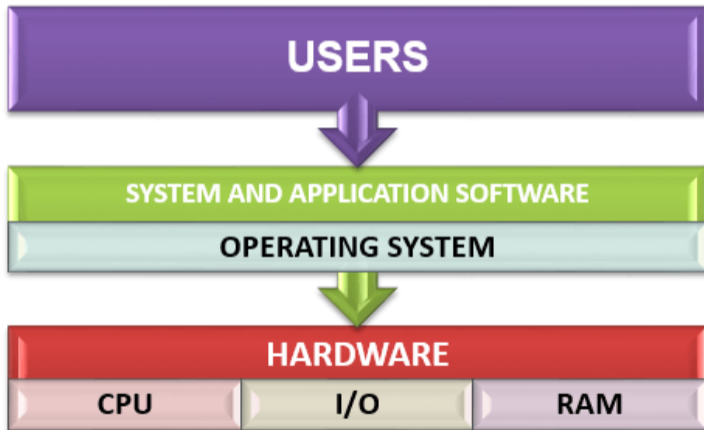 USERS
SYSTEM AND APPLICATION SOFTWARE
OPERATING SYSTEM
HARDWARE
CPU I/O RAM